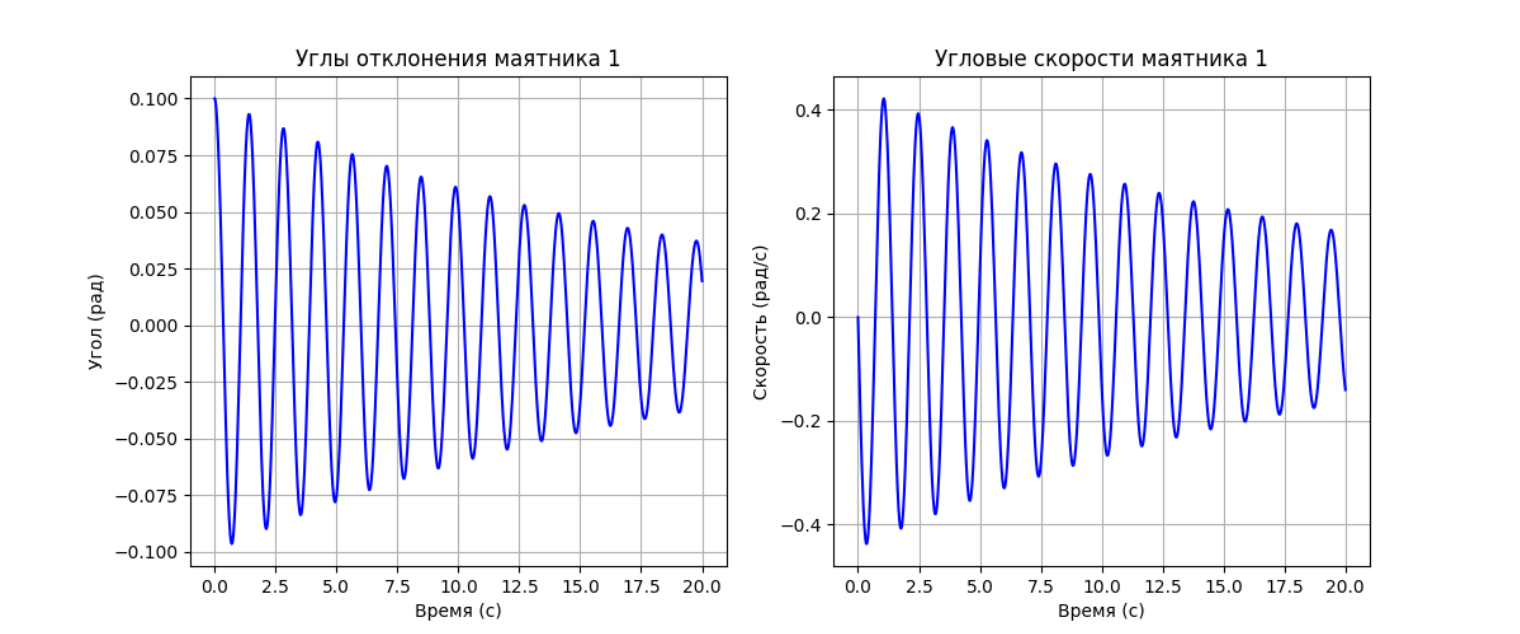 Углы отклонения маятника 1
0.100
0.075
0.050
0.025
0.000
−0.025
−0.050
−0.075
−0.100
Угол (рад)
0.0 2.5 5.0 7.5 10.0 12.5 15.0 17.5 20.0
Время (с)
Угловые скорости маятника 1
0.4
0.2
0.0
−0.2
−0.4
Скорость (рад/с)
0.0 2.5 5.0 7.5 10.0 12.5 15.0 17.5 20.0
Время (с)